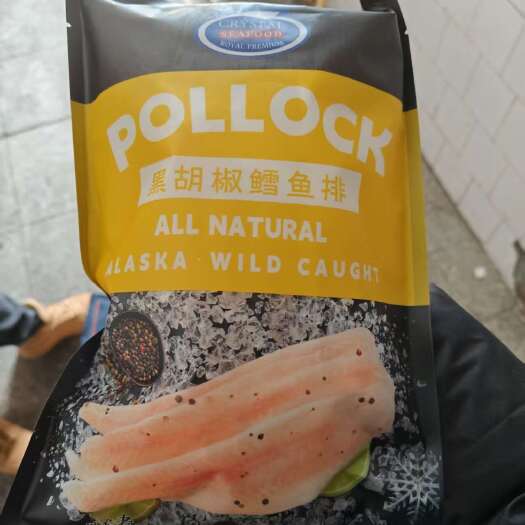 CRYSTAL
SEAFOOD
ROYAL PREMIUM
POLLOCK
黑胡椒鳕鱼排
ALL NATURAL
ALASKA · WILD CAUGHT